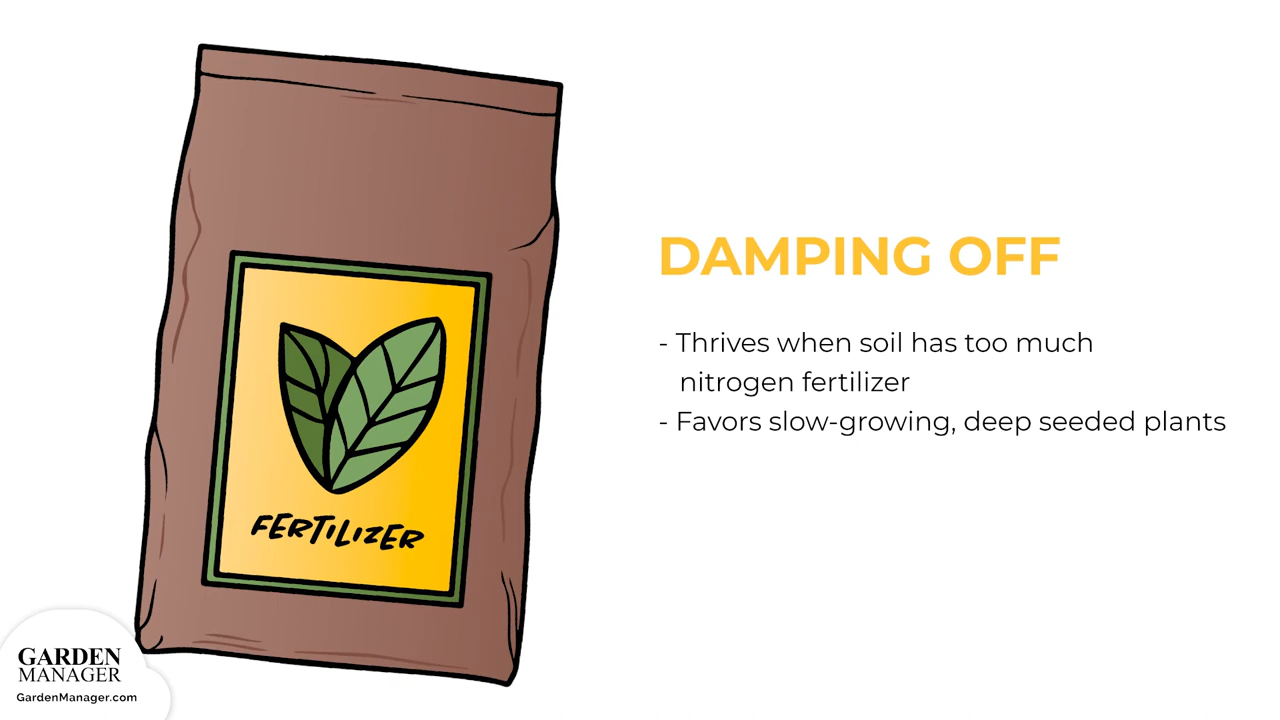 DAMPING OFF
- Thrives when soil has too much
nitrogen fertilizer
- Favors slow-growing, deep seeded plants
FERTILIZER
GARDEN
MANAGER
GardenManager.com